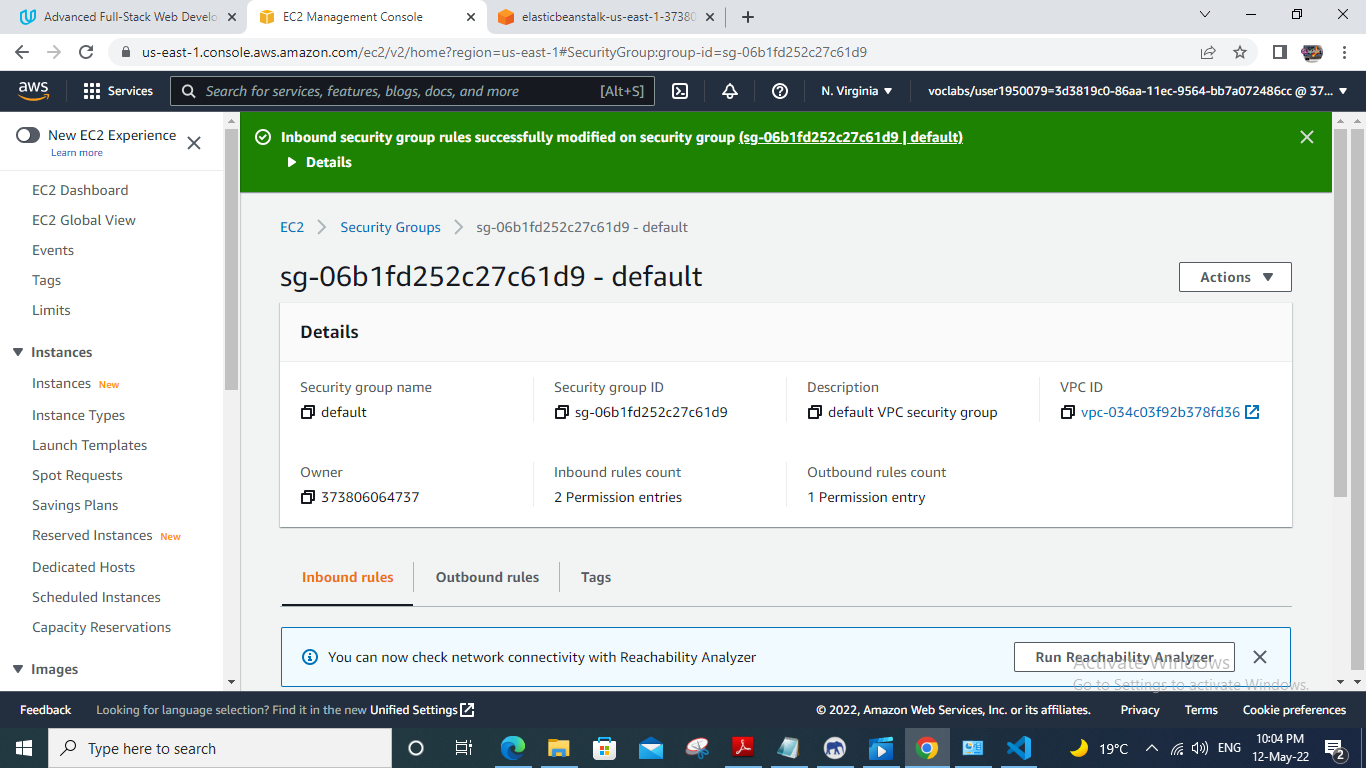 Advanced Full-Stack Web Develo
EC2 Management Console
elasticbeanstalk-us-east-1-37380
us-east-1.console.aws.amazon.com/ec2/v2/home?region=us-east-1#SecurityGroup:group-id=sg-06b1fd252c27c61d9
aws
Services
Search for services, features, blogs, docs, and more
[Alt+S]
N. Virginia
voclabs/user1950079=3d3819c0-86aa-11ec-9564-bb7a072486cc @ 37...
New EC2 Experience
Learn more
EC2 Dashboard
EC2 Global View
Events
Tags
Limits
Instances
Instances New
Instance Types
Launch Templates
Spot Requests
Savings Plans
Reserved Instances New
Dedicated Hosts
Scheduled Instances
Capacity Reservations
Images
Inbound security group rules successfully modified on security group (sg-06b1fd252c27c61d9 | default)
Details
EC2
Security Groups
sg-06b1fd252c27c61d9 - default
sg-06b1fd252c27c61d9 - default
Actions
Details
Security group name
default
Security group ID
sg-06b1fd252c27c61d9
Description
default VPC security group
VPC ID
vpc-034c03f92b378fd36
Owner
373806064737
Inbound rules count
2 Permission entries
Outbound rules count
1 Permission entry
Inbound rules
Outbound rules
Tags
You can now check network connectivity with Reachability Analyzer
Run Reachability Analyzer
Activate Windows
Go to Settings to activate Windows.
Feedback
Looking for language selection? Find it in the new Unified Settings
© 2022, Amazon Web Services, Inc. or its affiliates.
Privacy
Terms
Cookie preferences
Type here to search
19°C
ENG
10:04 PM
12-May-22
2